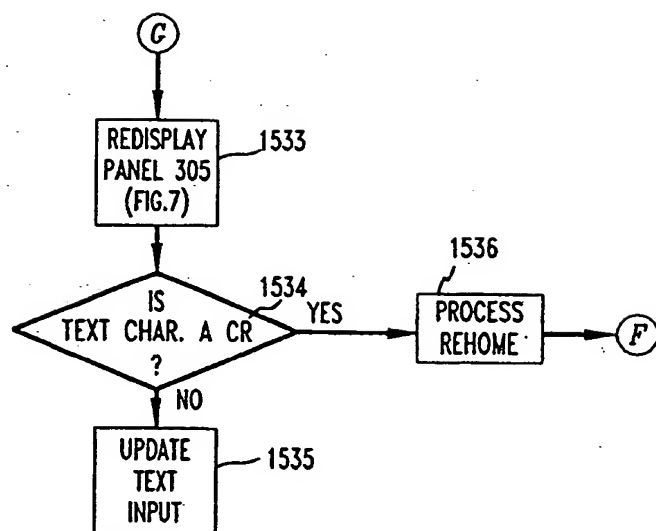 G
REDISPLAY
PANEL 305
(FIG.7)
1533
IS
TEXT CHAR. A CR
?
1534
YES
NO
1536
PROCESS
REHOME
F
UPDATE
TEXT
INPUT
1535